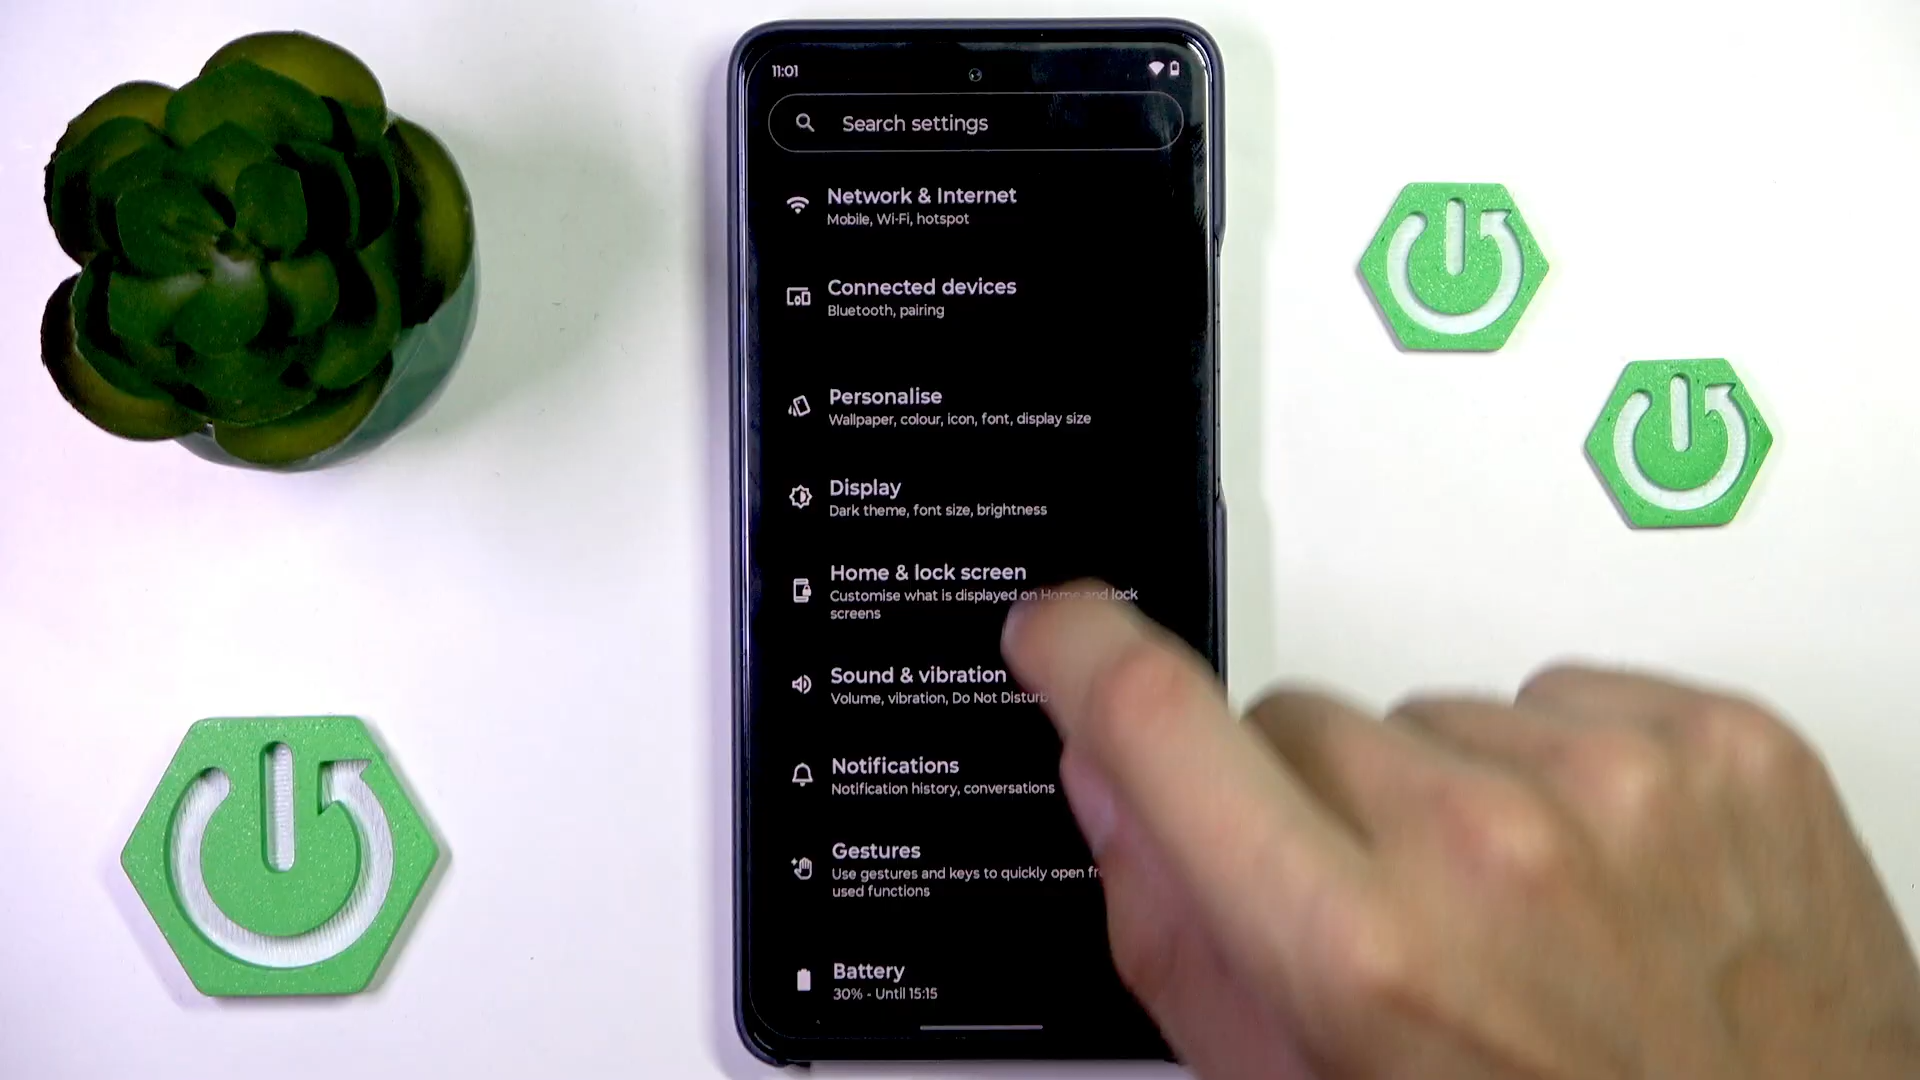 11:01
Search settings
Network & Internet
Mobile, Wi-Fi, hotspot
Connected devices
Bluetooth, pairing
Personalise
Wallpaper, colour, icon, font, display size
Display
Dark theme, font size, brightness
Home & lock screen
Customise what is displayed on Home and lock
screens
Sound & vibration
Volume, vibration, Do Not Disturb
Notifications
Notification history, conversations
Gestures
Use gestures and keys to quickly open
used functions
Battery
30% - Until 15:15